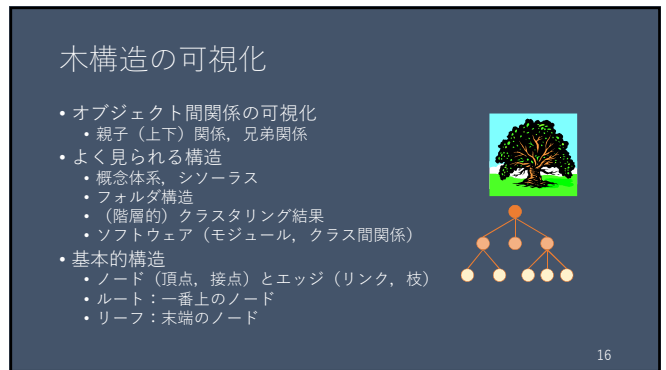 木構造の可視化
• オブジェクト間関係の可視化
• 親子（上下）関係，兄弟関係
• よく見られる構造
• 概念体系，シソーラス
• フォルダ構造
• （階層的）クラスタリング結果
• ソフトウェア（モジュール，クラス間関係）
• 基本的構造
• ノード（頂点，接点）とエッジ（リンク，枝）
• ルート：一番上のノード
• リーフ：末端のノード
16